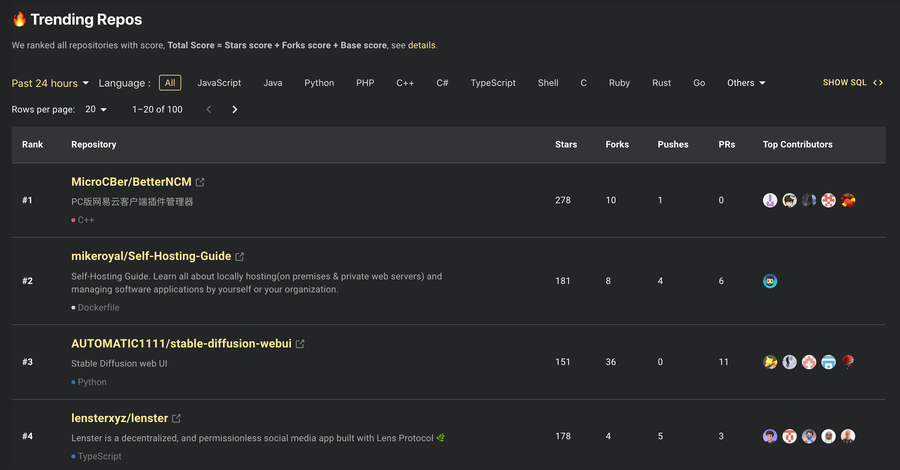 🔥 Trending Repos
We ranked all repositories with score, Total Score = Stars score + Forks score + Base score, see details.
Past 24 hours Language : All JavaScript Java Python PHP C++ C# TypeScript Shell C Ruby Rust Go Others SHOW SQL <>
Rows per page: 20 1–20 of 100 < >
Rank Repository Stars Forks Pushes PRs Top Contributors
MicroCBer/BetterNCM
#1 PC版网易云客户端插件管理器 278 10 1 0
C++
mikeroyal/Self-Hosting-Guide
Self-Hosting Guide. Learn all about locally hosting(on premises & private web servers) and
#2 managing software applications by yourself or your organization. 181 8 4 6
Dockerfile
AUTOMATIC1111/stable-diffusion-webui
#3 Stable Diffusion web UI 151 36 0 11
Python
lensterxyz/lenster
#4 Lenster is a decentralized, and permissionless social media app built with Lens Protocol 🌿 178 4 5 3
TypeScript